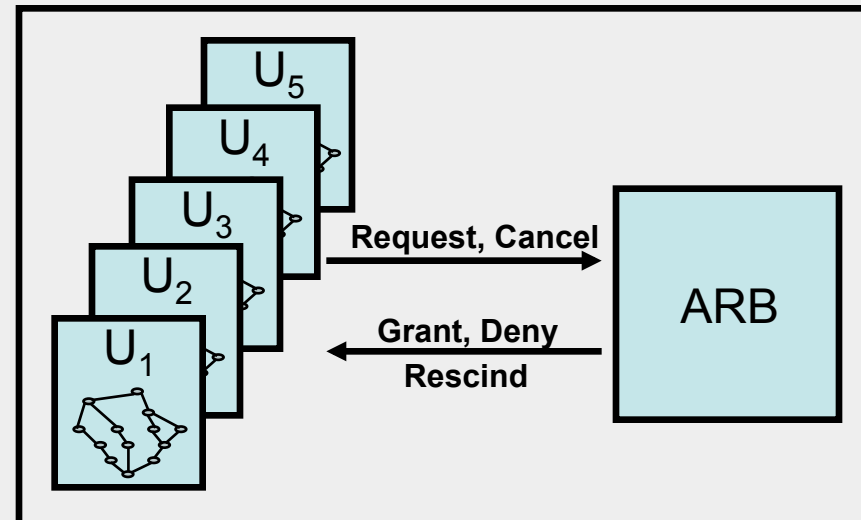 U5
U4
U3
U2
U1
Request, Cancel
Grant, Deny
Rescind
ARB